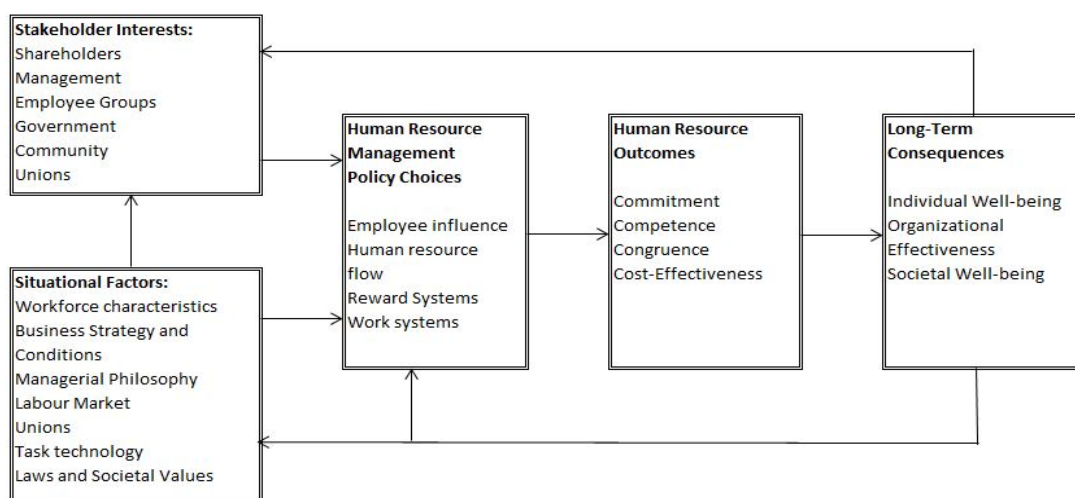 Stakeholder Interests:
Shareholders
Management
Employee Groups
Government
Community
Unions
Situational Factors:
Workforce characteristics
Business Strategy and
Conditions
Managerial Philosophy
Labour Market
Unions
Task technology
Laws and Societal Values
Human Resource
Management
Policy Choices
Employee influence
Human resource
flow
Reward Systems
Work systems
Human Resource
Outcomes
Commitment
Competence
Congruence
Cost-Effectiveness
Long-Term
Consequences
Individual Well-being
Organizational
Effectiveness
Societal Well-being